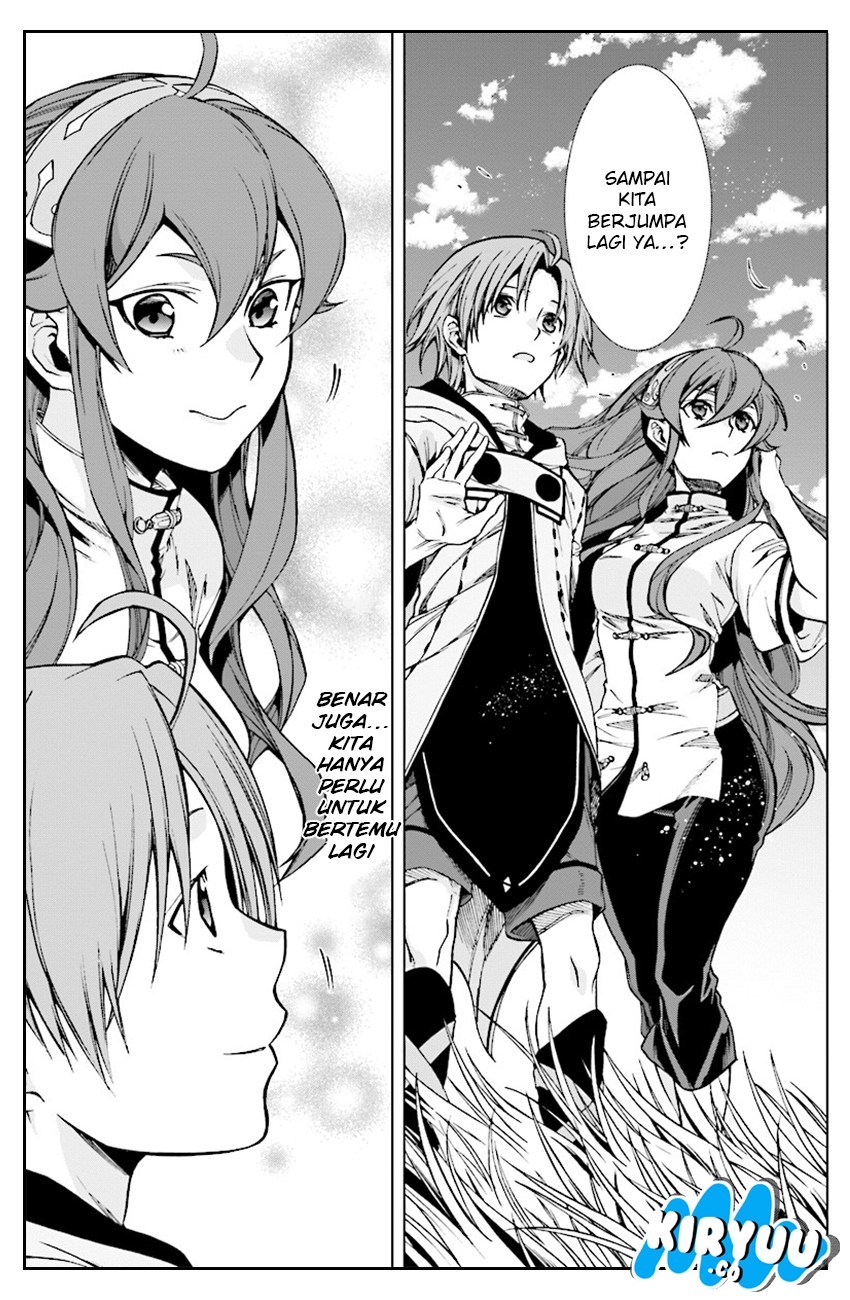 SAMPAI
KITA
BERJUMPA
LAGI YA...?
BENAR
JUGA...
KITA
HANYA
PERLU
UNTUK
BERTEMU
LAGI
KIRYUU
.CO